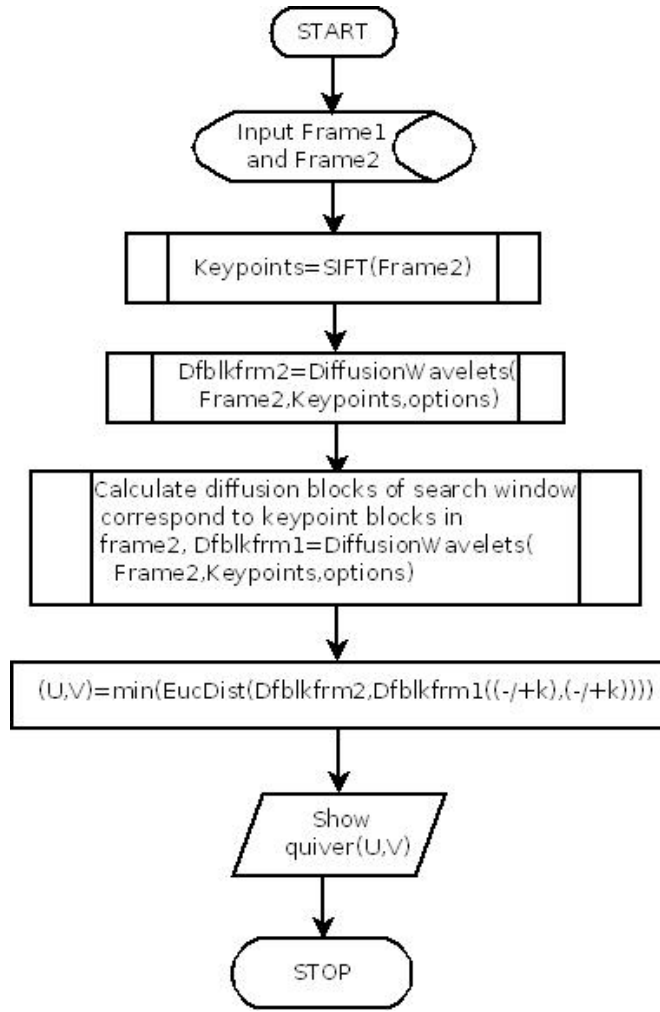 START
Input Frame1
and Frame2
Keypoints=SIFT(Frame2)
Dfblkfrm2=DiffusionWavelets(
Frame2,Keypoints,options)
Calculate diffusion blocks of search window
correspond to keypoint blocks in
frame2, Dfblkfrm1=DiffusionWavelets(
Frame2,Keypoints,options)
(U,V)=min(EucDist(Dfblkfrm2,Dfblkfrm1((-/+k),(-/+k))))
Show
quiver(U,V)
STOP